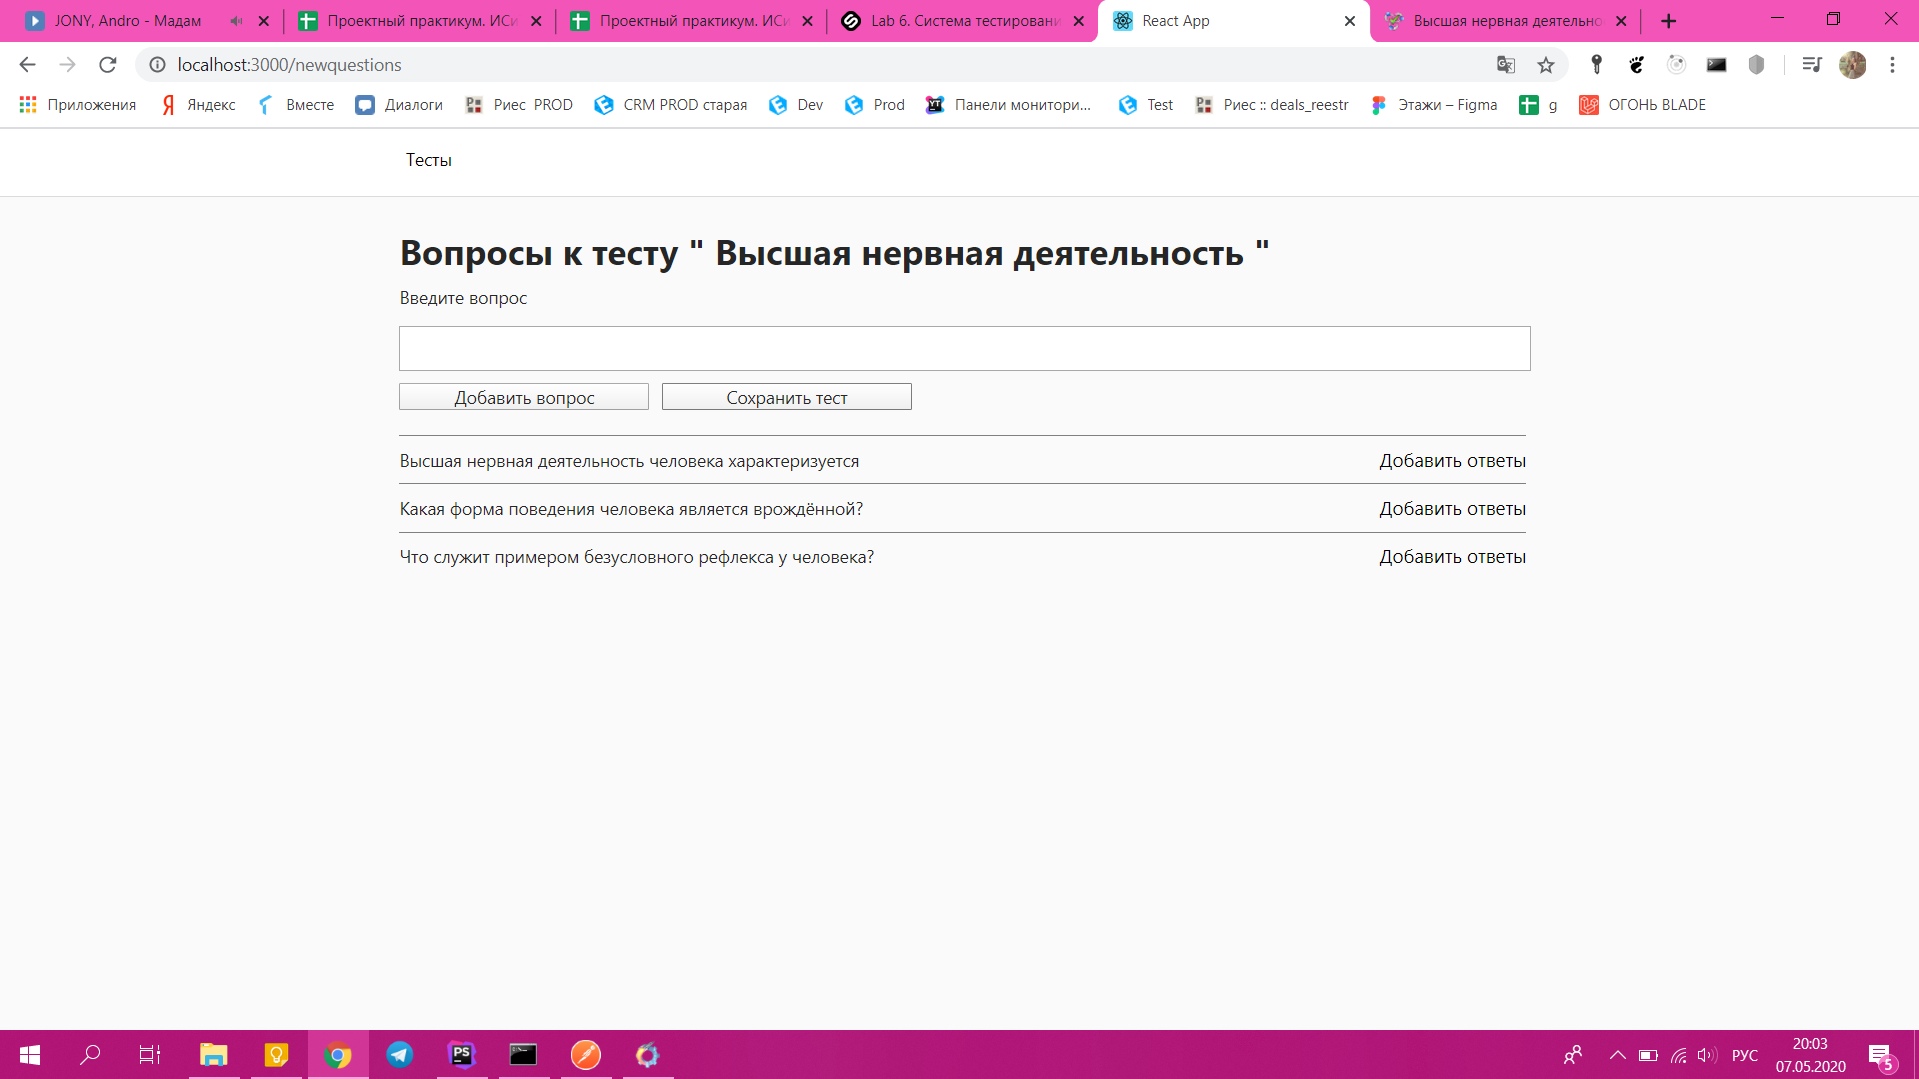 JONY, Andro - Мадам
Проектный практикум. ИСи
Проектный практикум. ИСи
Lab 6. Система тестировани
React App
Высшая нервная деятельно
localhost:3000/newquestions
Приложения
Яндекс
Вместе
Диалоги
Риес PROD
CRM PROD старая
Dev
Prod
Панели монитори...
Test
Риес :: deals_reestr
Этажи – Figma
g
ОГОНЬ BLADE
Тесты
Вопросы к тесту " Высшая нервная деятельность "
Введите вопрос
Добавить вопрос
Сохранить тест
Высшая нервная деятельность человека характеризуется
Добавить ответы
Какая форма поведения человека является врождённой?
Добавить ответы
Что служит примером безусловного рефлекса у человека?
Добавить ответы
PS
РУС
20:03
07.05.2020
5